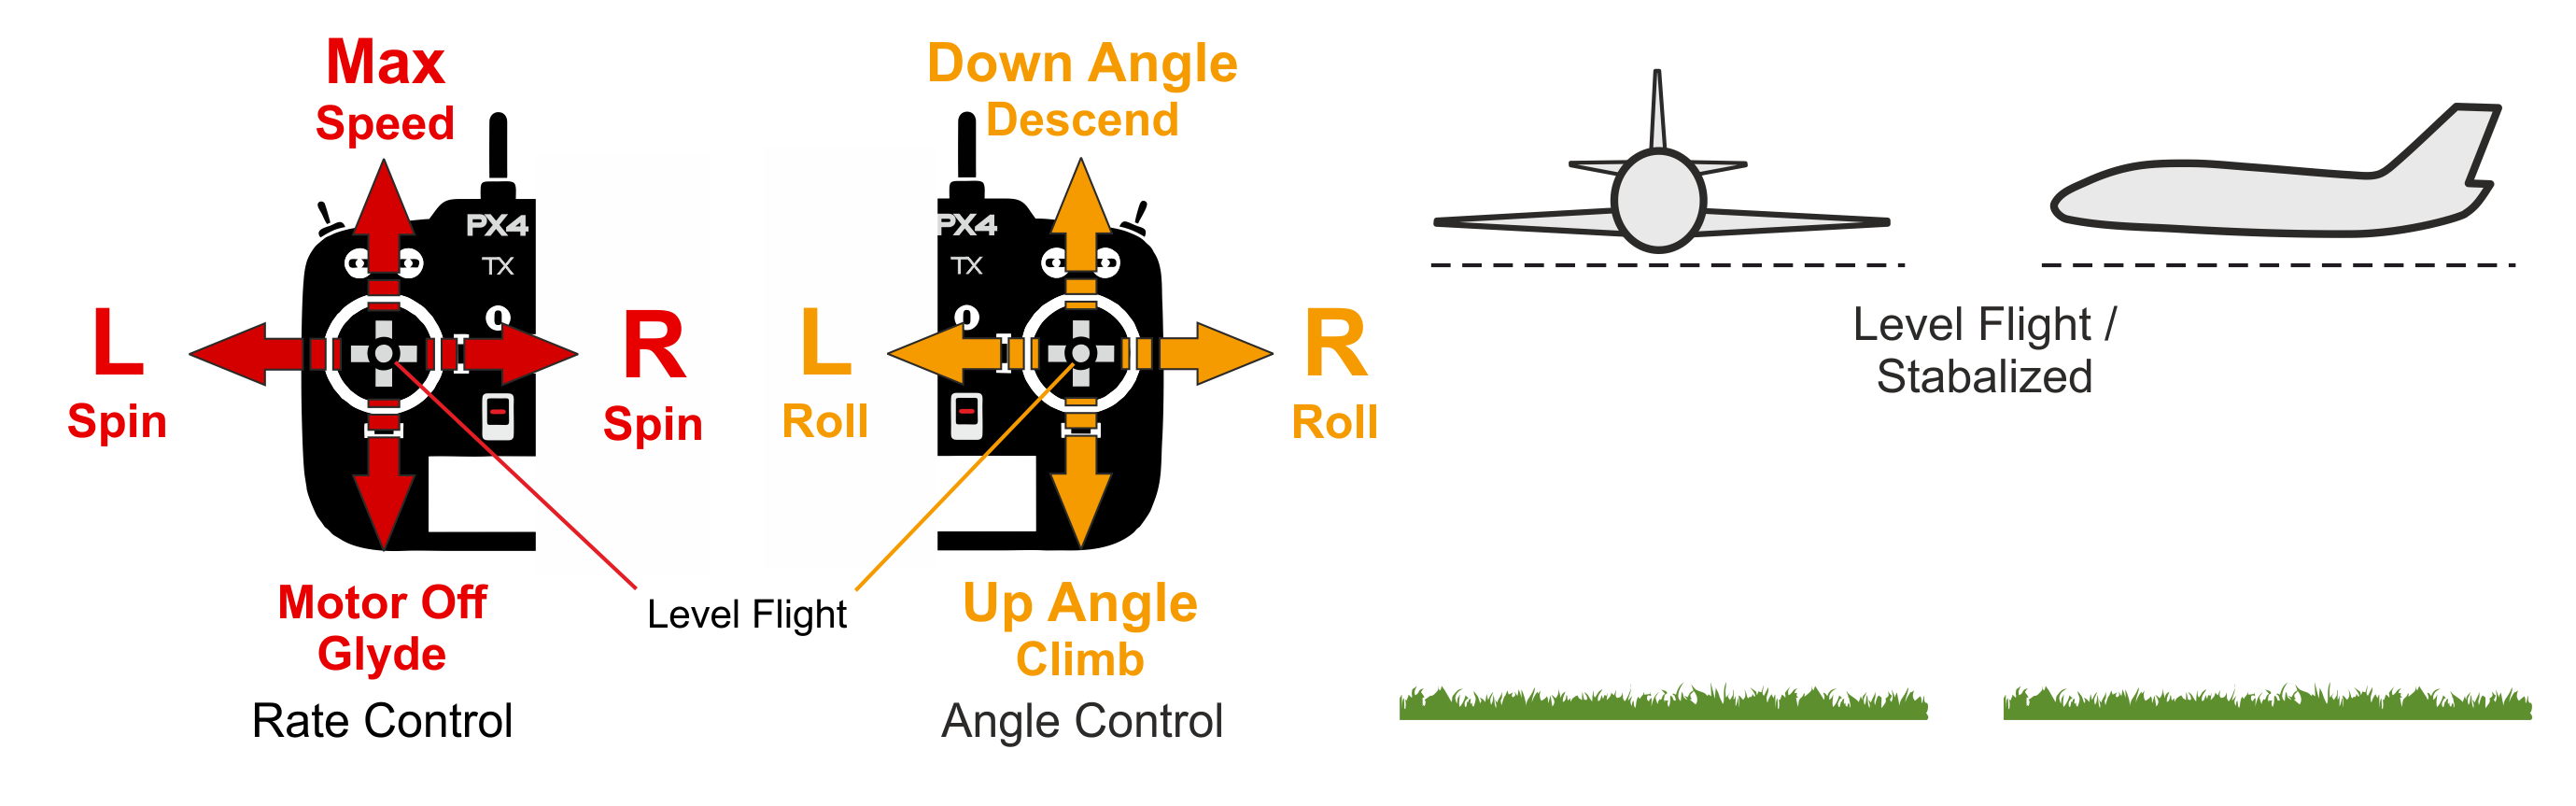 Max
Speed
PX4
TX
L
Spin
R
Spin
Motor Off
Glyde
Rate Control
Level Flight
Down Angle
Descend
PX4
TX
L
Roll
R
Roll
Up Angle
Climb
Angle Control
Level Flight /
Stabalized